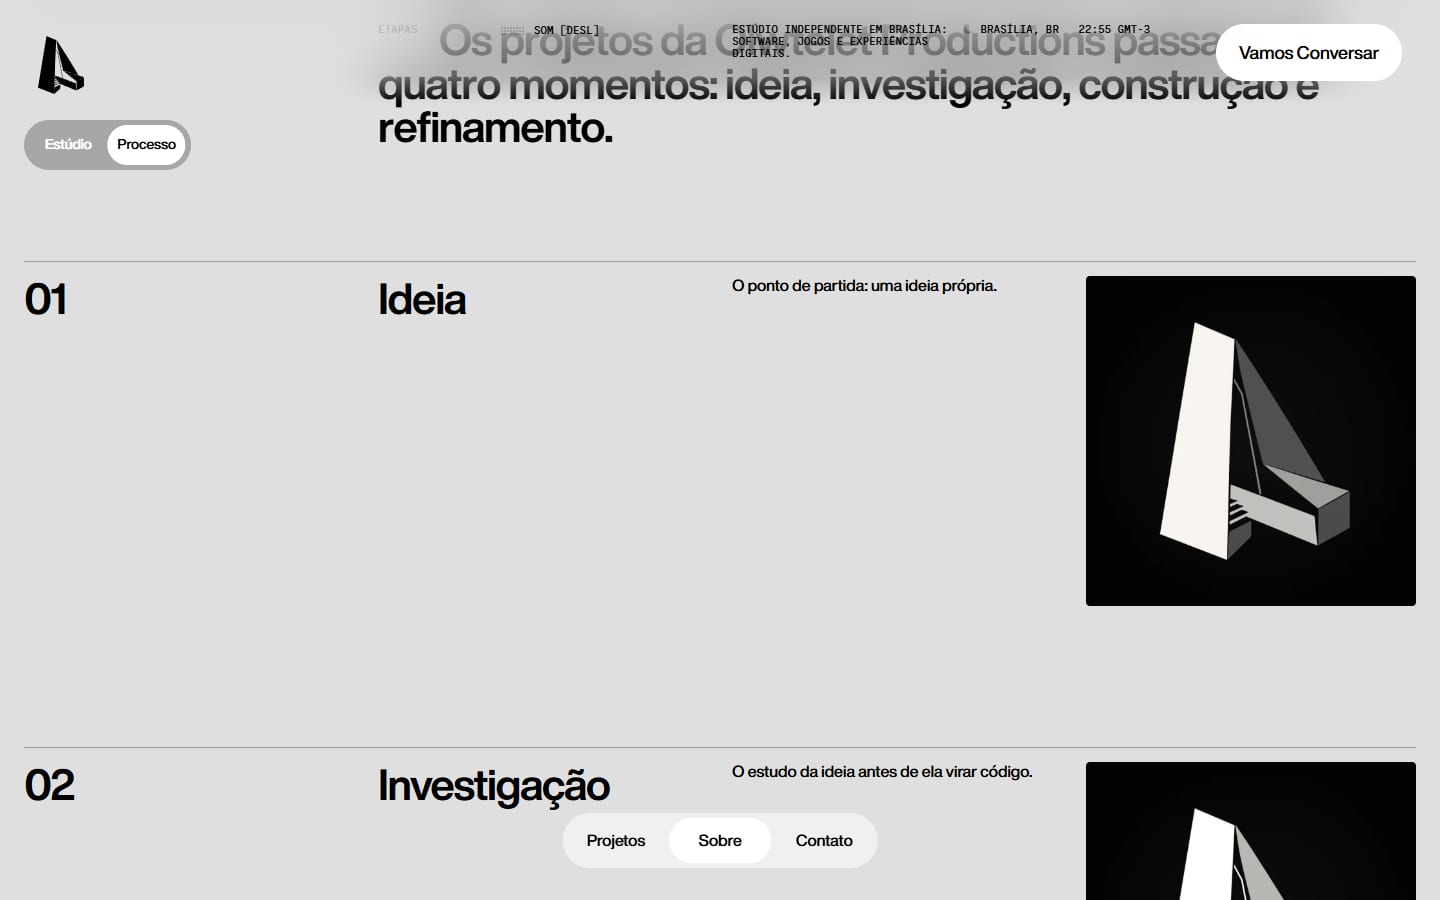 ETAPAS
SOM [DESL]
ESTÚDIO INDEPENDENTE EM BRASÍLIA:
SOFTWARE, JOGOS E EXPERIÊNCIAS
DIGITAIS.
BRASÍLIA, BR
22:55 GMT-3
Vamos Conversar
Os projetos da
Productions
quatro momentos: ideia, investigação, construção e
refinamento.
Estúdio
Processo
01
Ideia
O ponto de partida: uma ideia própria.
02
Investigação
O estudo da ideia antes de ela virar código.
Projetos
Sobre
Contato